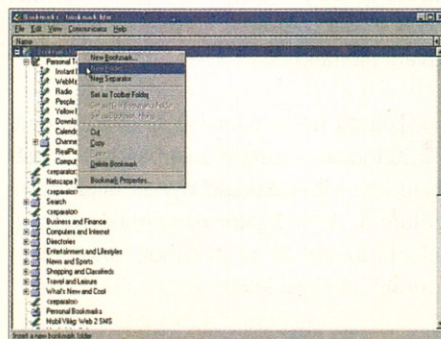 Bookmarks - bookmark.htm
File Edit View Communicator Help
Name
New Bookmark...
New Folder...
New Separator
Set as Toolbar Folder
Cut
Copy
Delete Bookmark
Bookmark Properties...
Personal To
Instant
WebMa
Radio
People
Yellow
Downlo
Calenda
Channe
RealPla
Comput
<separator>
Netscape N
<separator>
Search
<separator>
Business and Finance
Computers and Internet
Directories
Entertainment and Lifestyles
News and Sports
Shopping and Classifieds
Travel and Leisure
What's New and Cool
<separator>
Personal Bookmarks
Insert a new bookmark folder